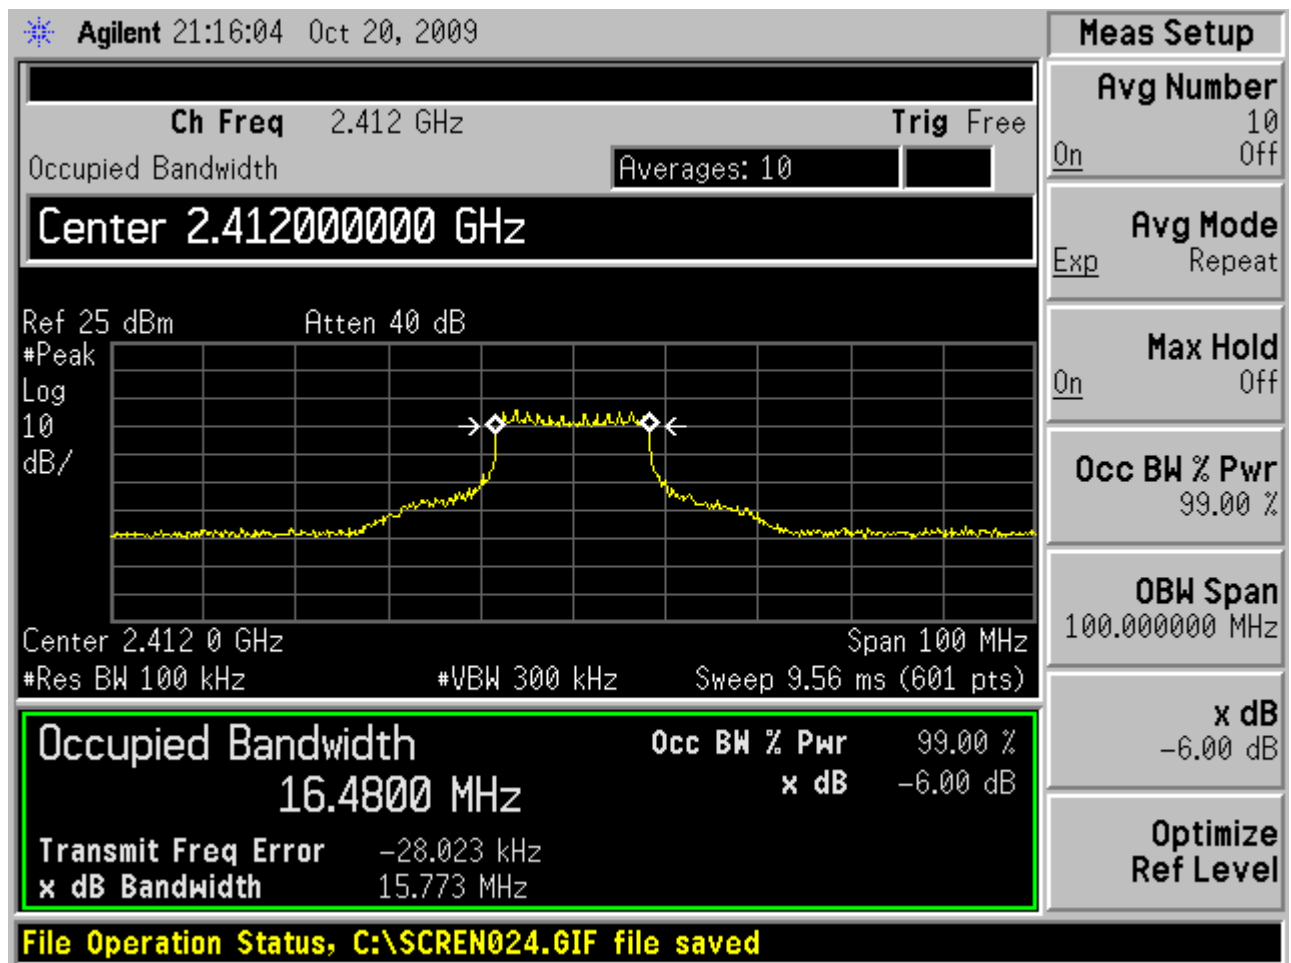 Agilent 21:16:04 Oct 20, 2009
Ch Freq 2.412 GHz Trig Free
Occupied Bandwidth Averages: 10
Center 2.412000000 GHz
Ref 25 dBm Atten 40 dB
#Peak
Log
10
dB/
Center 2.412 0 GHz Span 100 MHz
#Res BW 100 kHz #VBW 300 kHz Sweep 9.56 ms (601 pts)
Occupied Bandwidth Occ BW % Pwr 99.00 %
16.4800 MHz x dB -6.00 dB
Transmit Freq Error -28.023 kHz
x dB Bandwidth 15.773 MHz
File Operation Status, C:\SCREN024.GIF file saved
Meas Setup
Avg Number
10
On Off
Avg Mode
Exp Repeat
Max Hold
On Off
Occ BW % Pwr
99.00 %
OBW Span
100.000000 MHz
x dB
-6.00 dB
Optimize
Ref Level